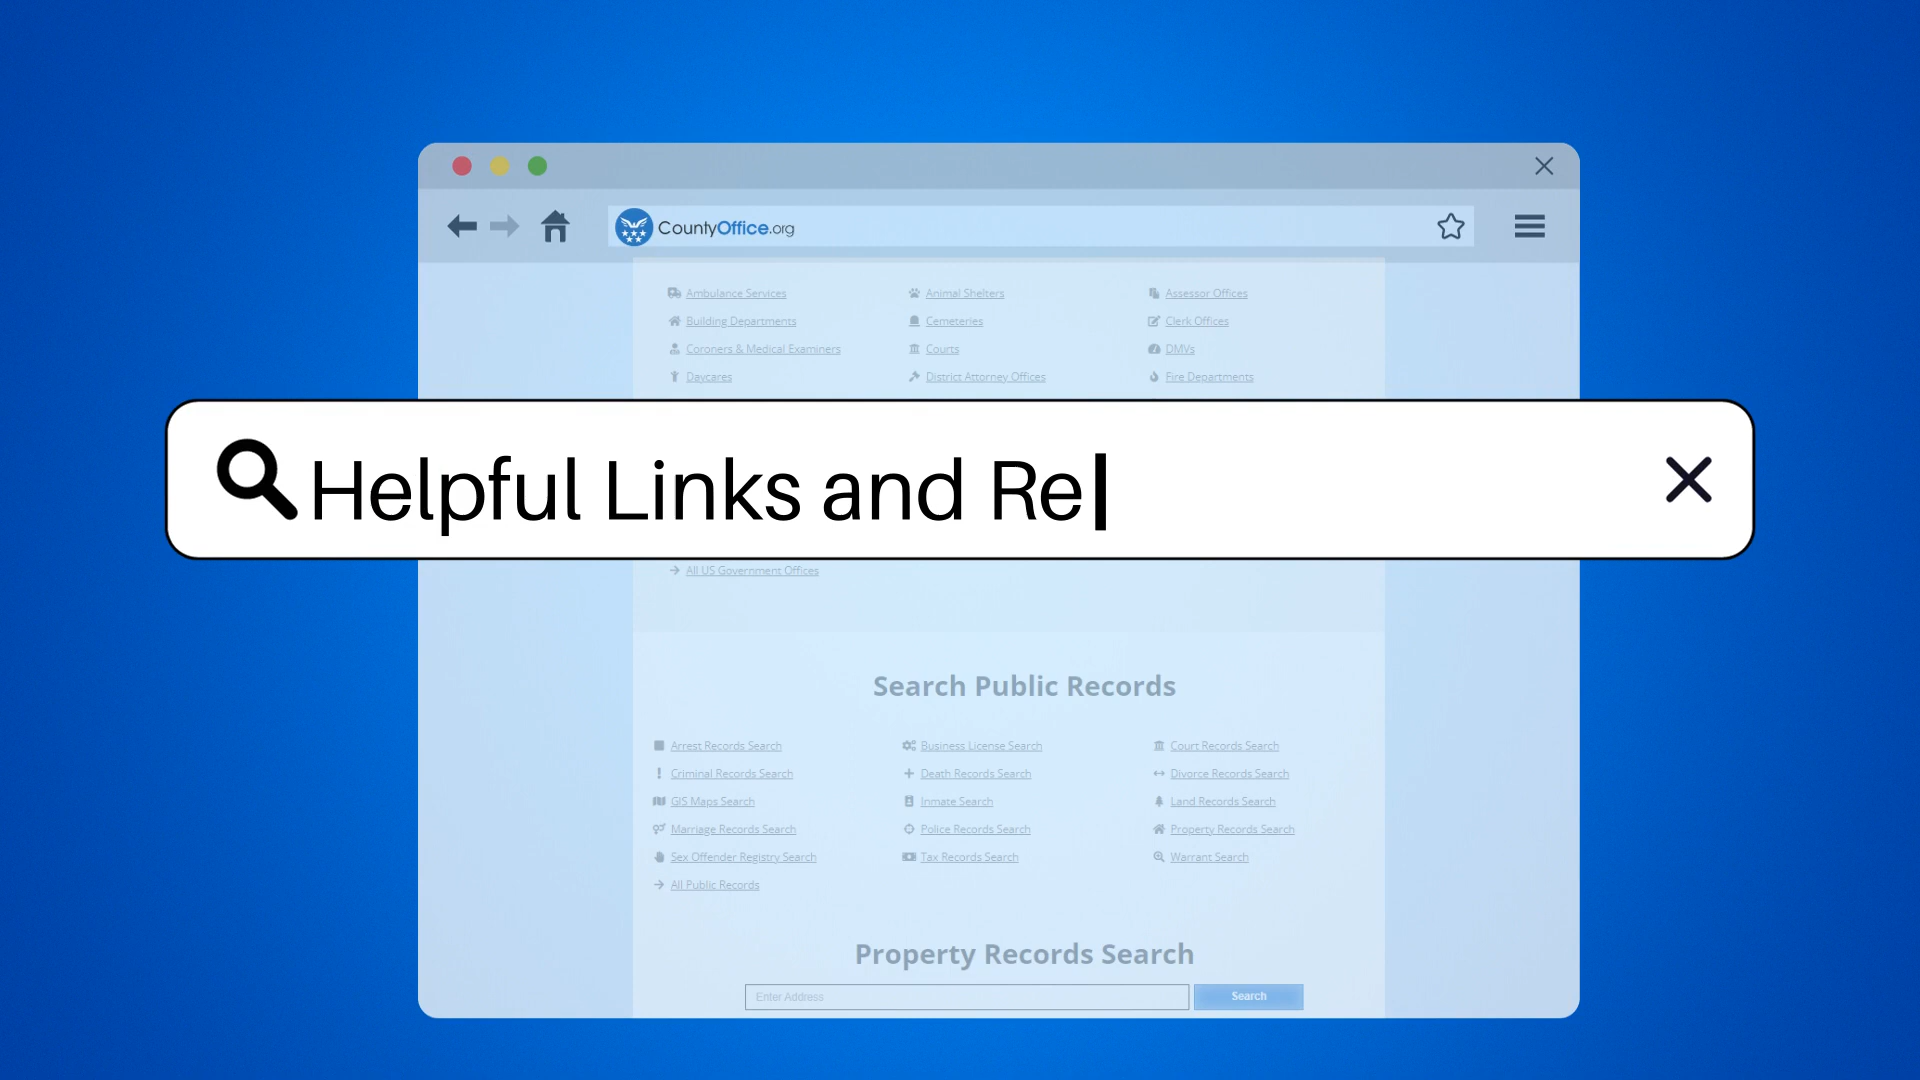 CountyOffice.org
Ambulance Services Animal Shelters Assessor Offices
Building Departments Cemeteries Clerk Offices
Coroners & Medical Examiners Courts DMVs
Daycares District Attorney Offices Fire Departments
Helpful Links and Re
All US Government Offices
Search Public Records
Arrest Records Search Business License Search Court Records Search
Criminal Records Search Death Records Search Divorce Records Search
GIS Maps Search Inmate Search Land Records Search
Marriage Records Search Police Records Search Property Records Search
Sex Offender Registry Search Tax Records Search Warrant Search
All Public Records
Property Records Search
Enter Address Search